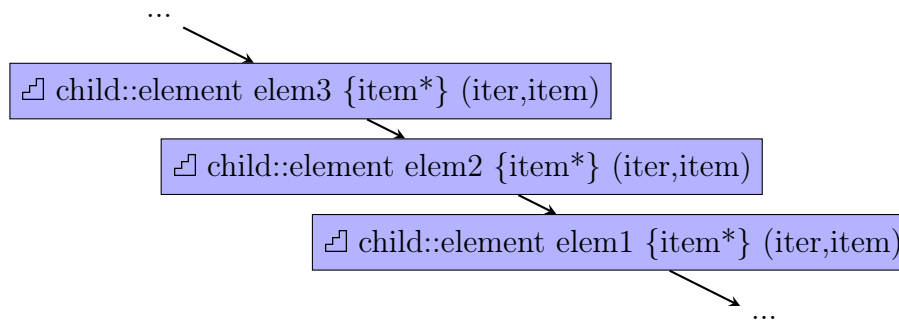 ...
child::element elem3 {item*} (iter,item)
child::element elem2 {item*} (iter,item)
child::element elem1 {item*} (iter,item)
...